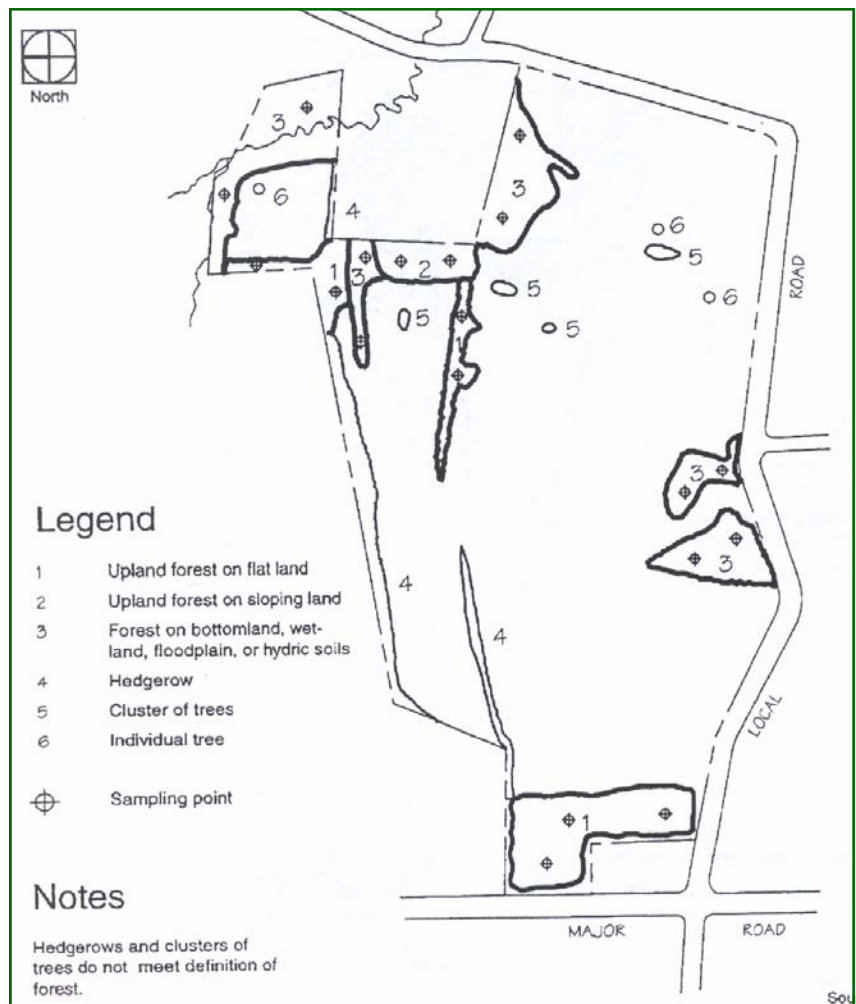 North
3
6
4
3
6
5
6
1
3
2
5
5
5
1
ROAD
3
3
4
4
LOCAL
1
MAJOR ROAD
Legend
1 Upland forest on flat land
2 Upland forest on sloping land
3 Forest on bottomland, wet-
land, floodplain, or hydric soils
4 Hedgerow
5 Cluster of trees
6 Individual tree
Sampling point
Notes
Hedgerows and clusters of
trees do not meet definition of
forest.